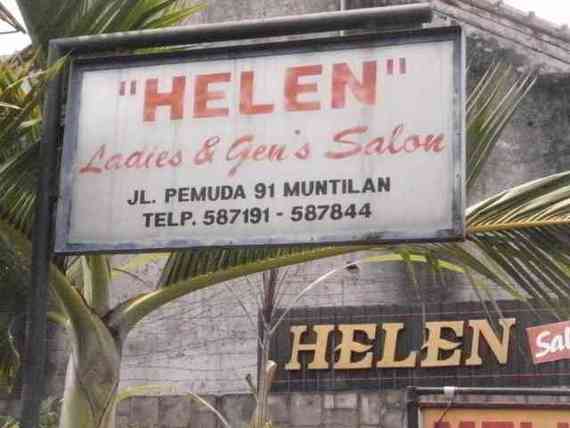 "HELEN"
Ladies & Gen's Salon
JL. PEMUDA 91 MUNTILAN
TELP. 587191 - 587844
HELEN